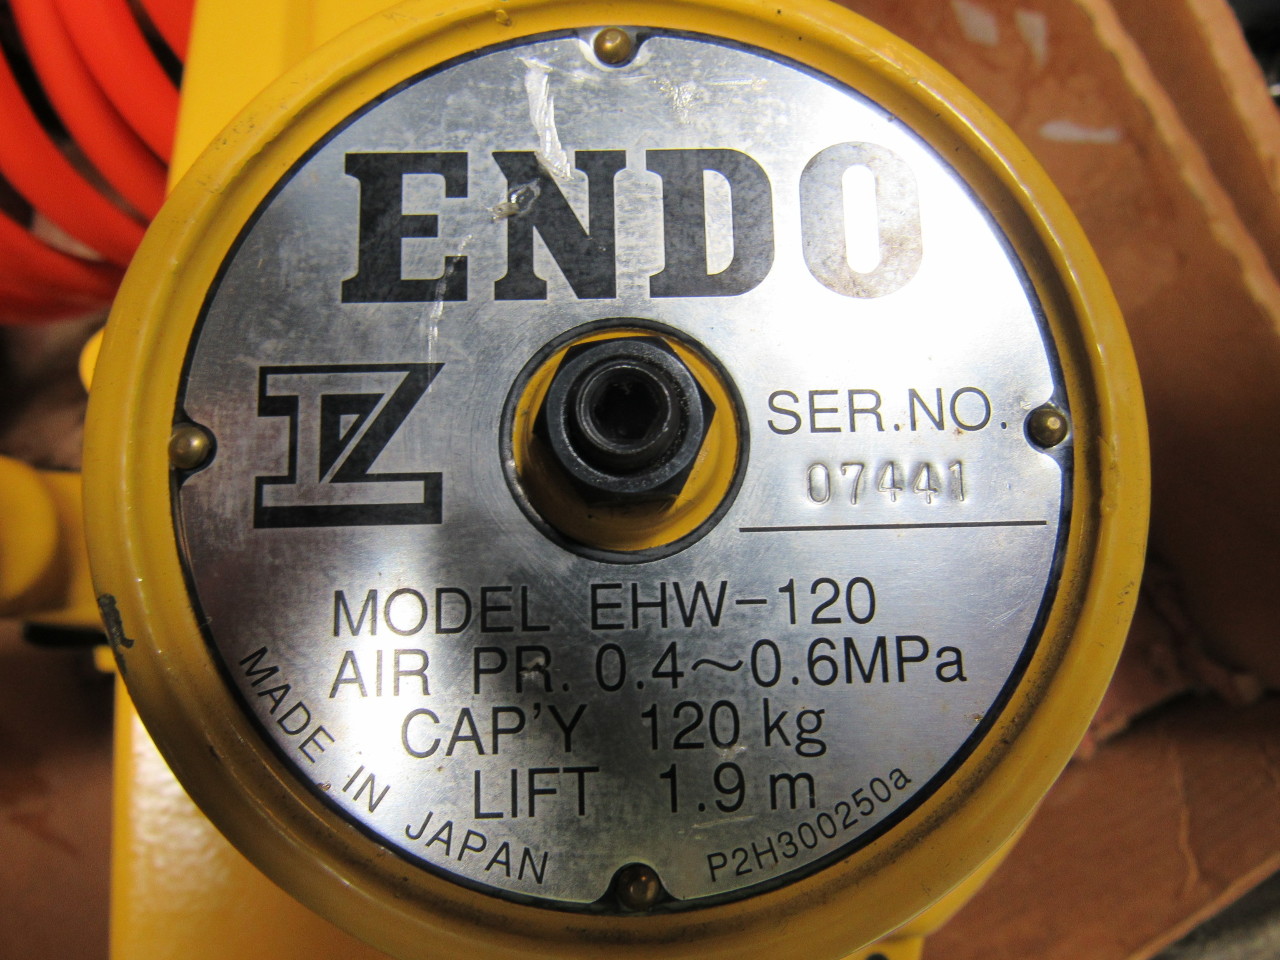 ENDO
SER.NO.
07441
MODEL EHW-120
AIR PR. 0.4~0.6MPa
CAP'Y 120 kg
LIFT 1.9 m
MADE IN JAPAN
P2H300250a